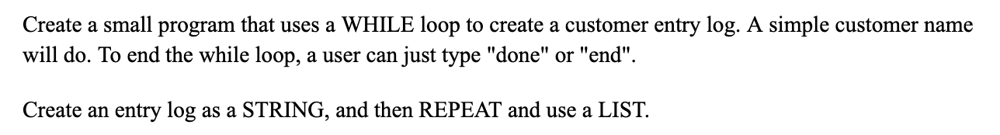 Create a small program that uses a WHILE loop to create a customer entry log. A simple customer name
will do. To end the while loop, a user can just type "done" or "end".
Create an entry log as a STRING, and then REPEAT and use a LIST.